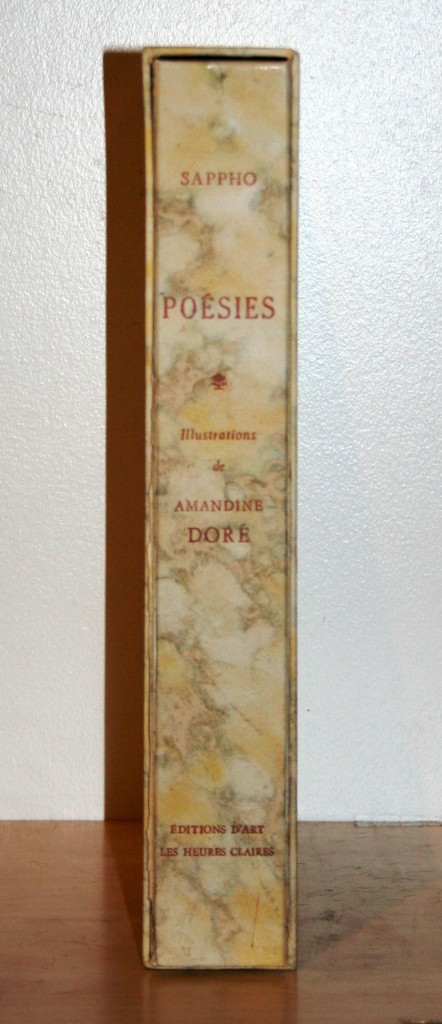 SAPPHO
POÉSIES
Illustrations
de
AMANDINE
DORÉ
ÉDITIONS D'ART
LES HEURES CLAIRES